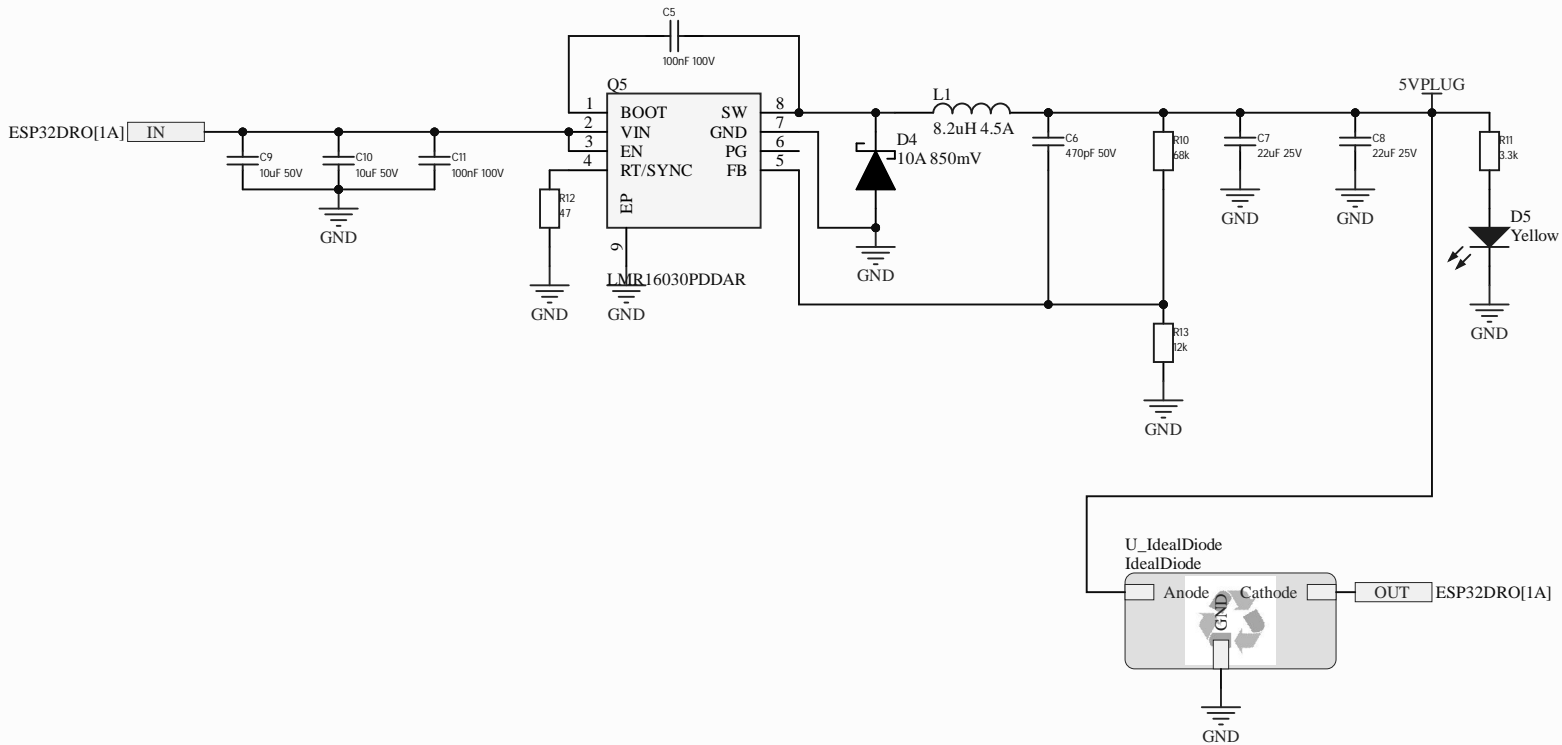 C5
100nF 100V
Q5
1 BOOT SW 8
2 VIN GND 7
3 EN PG 6
4 RT/SYNC FB 5
EP
9
LMR16030PDDAR
ESP32DRO[1A] IN
C9
10uF 50V
C10
10uF 50V
C11
100nF 100V
GND
R12
47
GND
GND
D4
10A 850mV
GND
L1
8.2uH 4.5A
C6
470pF 50V
R10
68k
R13
12k
GND
C7
22uF 25V
GND
C8
22uF 25V
GND
5VPLUG
R11
3.3k
D5
Yellow
GND
U_IdealDiode
IdealDiode
Anode Cathode
GND
OUT ESP32DRO[1A]
GND